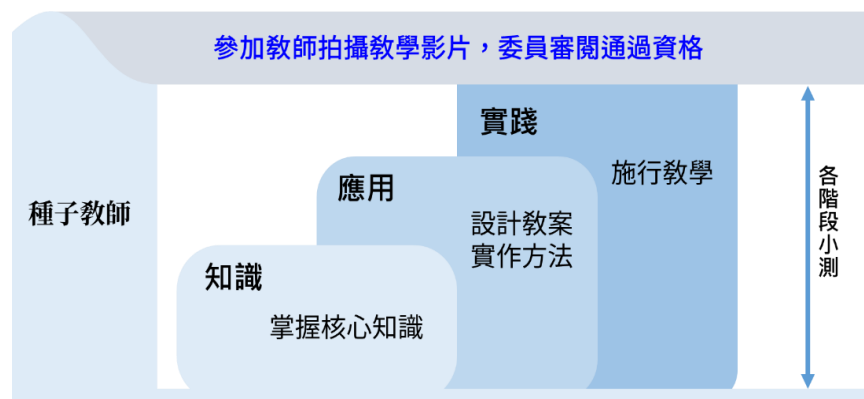 參加教師拍攝教學影片，委員審閱通過資格
種子教師
實踐
施行教學
應用
設計教案
實作方法
知識
掌握核心知識
各階段小測